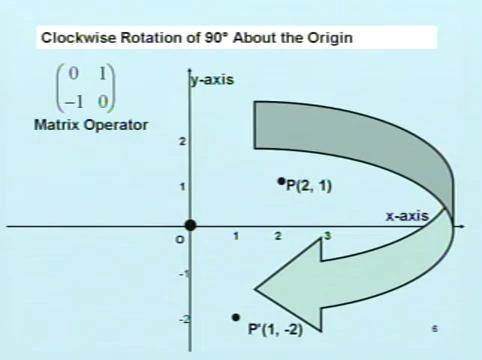 Clockwise Rotation of 90° About the Origin
0 1
-1 0
Matrix Operator
y-axis
2
1
P(2, 1)
x-axis
O
1 2 3
-1
-2
P'(1, -2)
6